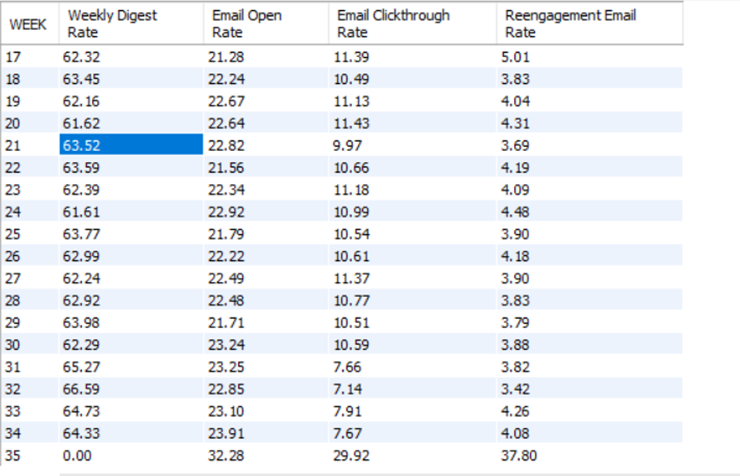 WEEK Weekly Digest Rate Email Open Rate Email Clickthrough Rate Reengagement Email Rate
17 62.32 21.28 11.39 5.01
18 63.45 22.24 10.49 3.83
19 62.16 22.67 11.13 4.04
20 61.62 22.64 11.43 4.31
21 63.52 22.82 9.97 3.69
22 63.59 21.56 10.66 4.19
23 62.39 22.34 11.18 4.09
24 61.61 22.92 10.99 4.48
25 63.77 21.79 10.54 3.90
26 62.99 22.22 10.61 4.18
27 62.24 22.49 11.37 3.90
28 62.92 22.48 10.77 3.83
29 63.98 21.71 10.51 3.79
30 62.29 23.24 10.59 3.88
31 65.27 23.25 7.66 3.82
32 66.59 22.85 7.14 3.42
33 64.73 23.10 7.91 4.26
34 64.33 23.91 7.67 4.08
35 0.00 32.28 29.92 37.80